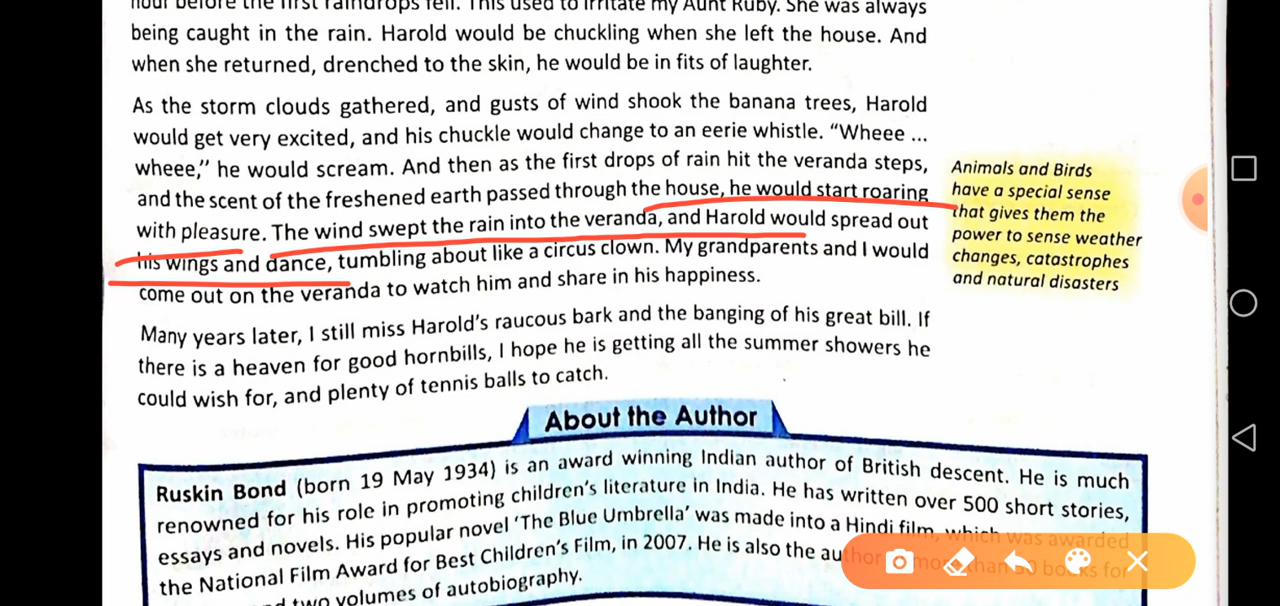 hour before the first raindrops fell. This used to irritate my Aunt Ruby. She was always
being caught in the rain. Harold would be chuckling when she left the house. And
when she returned, drenched to the skin, he would be in fits of laughter.
As the storm clouds gathered, and gusts of wind shook the banana trees, Harold
would get very excited, and his chuckle would change to an eerie whistle. “Wheee ...
wheee,” he would scream. And then as the first drops of rain hit the veranda steps,
and the scent of the freshened earth passed through the house, he would start roaring
with pleasure. The wind swept the rain into the veranda, and Harold would spread out
his wings and dance, tumbling about like a circus clown. My grandparents and I would
come out on the veranda to watch him and share in his happiness.
Animals and Birds
have a special sense
that gives them the
power to sense weather
changes, catastrophes
and natural disasters
Many years later, I still miss Harold’s raucous bark and the banging of his great bill. If
there is a heaven for good hornbills, I hope he is getting all the summer showers he
could wish for, and plenty of tennis balls to catch.
About the Author
Ruskin Bond (born 19 May 1934) is an award winning Indian author of British descent. He is much
renowned for his role in promoting children’s literature in India. He has written over 500 short stories,
essays and novels. His popular novel ‘The Blue Umbrella’ was made into a Hindi film, which was awarded
the National Film Award for Best Children’s Film, in 2007. He is also the author more than 50 books for
two volumes of autobiography.